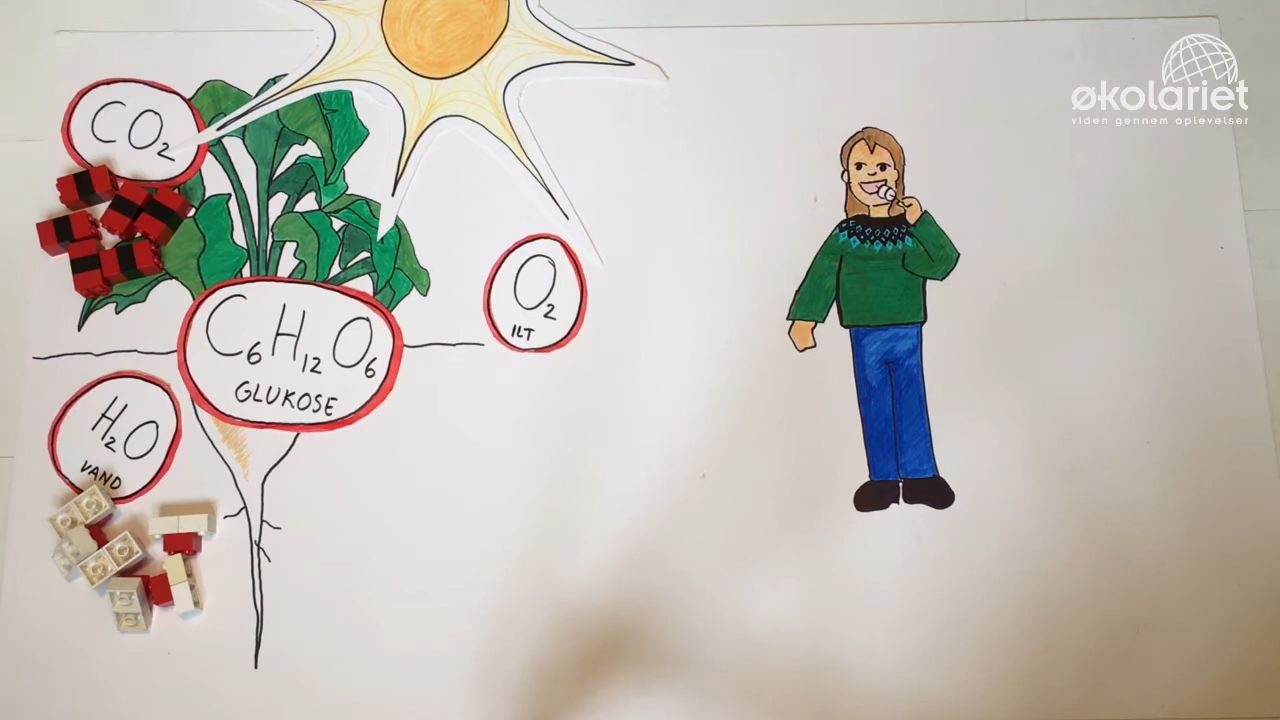 CO₂
økolariet
viden gennem oplevelser
O₂
ILT
C₆H₁₂O₆
GLUKOSE
H₂O
VAND